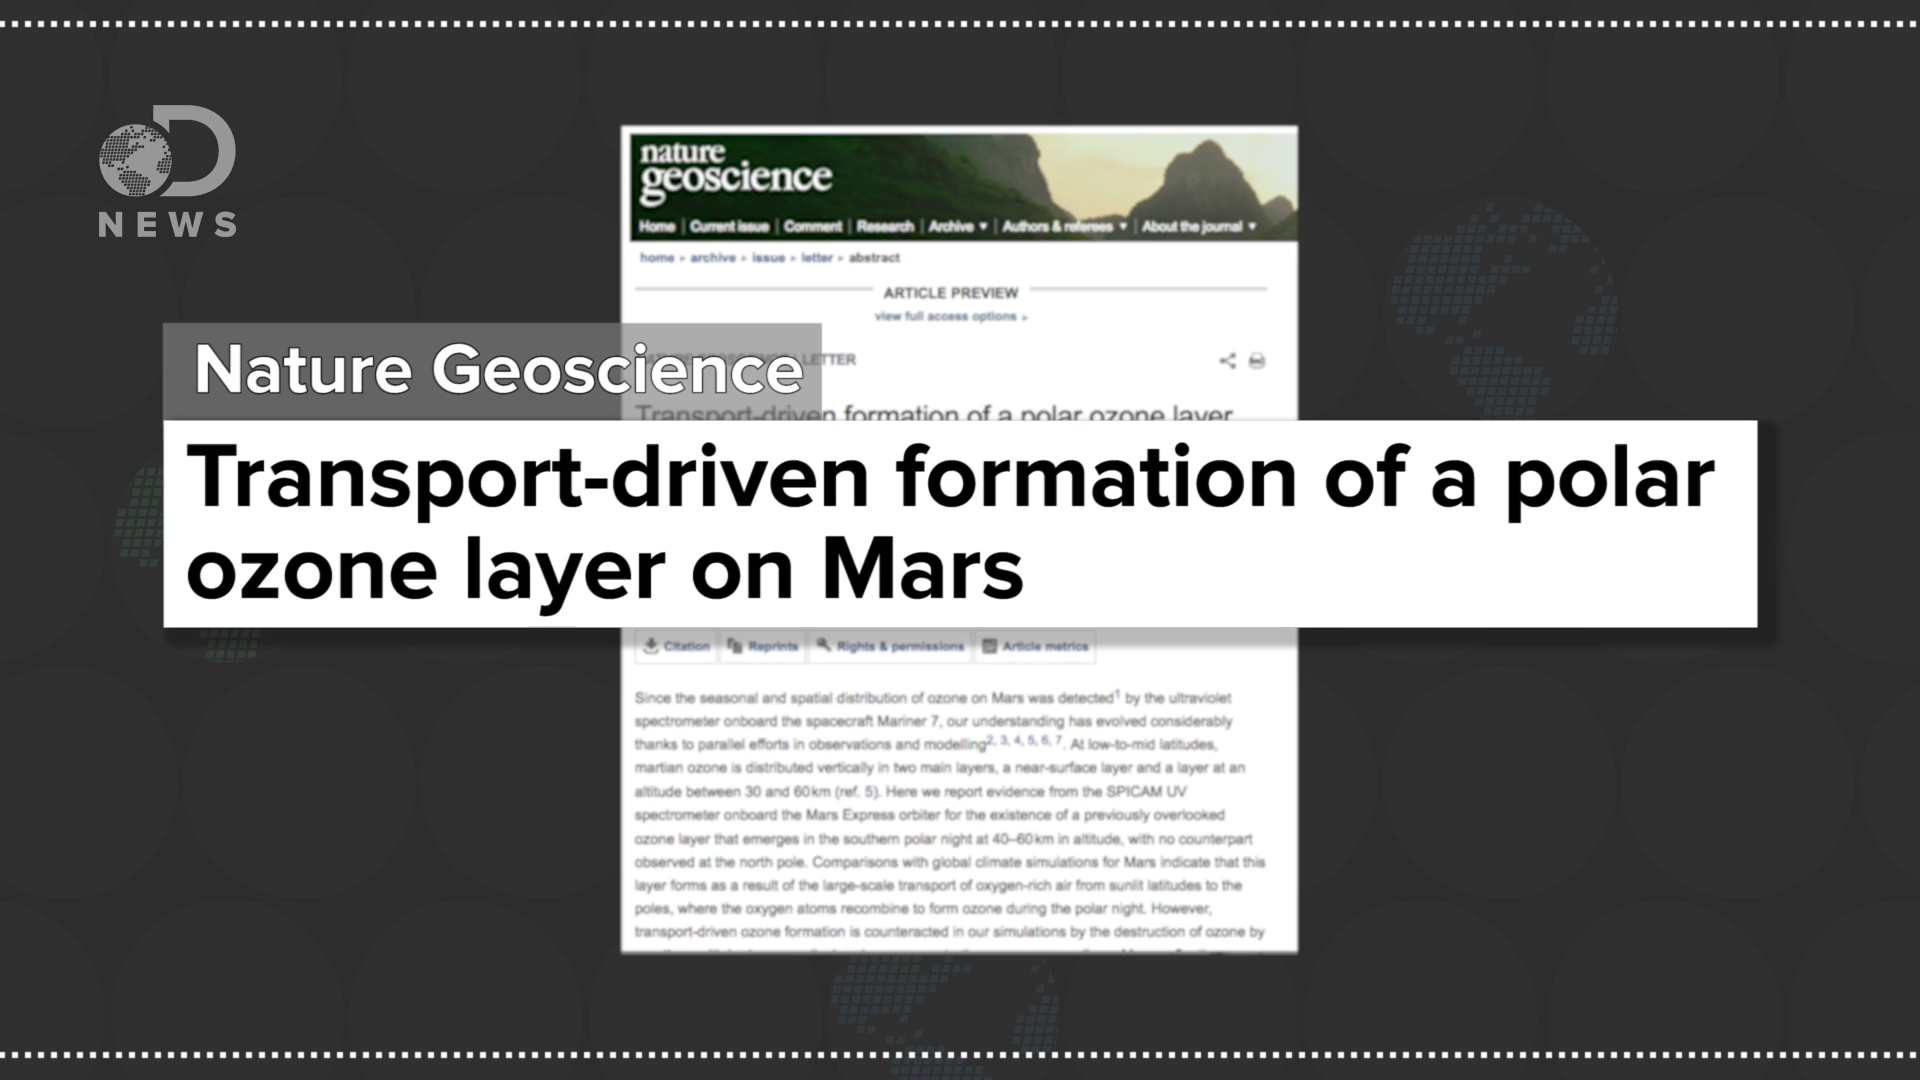 D
NEWS
nature
geoscience
Home | Current issue | Comment | Research | Archive ▼ | Authors & referees ▼ | About the journal ▼
home ▸ archive ▸ issue ▸ letter ▸ abstract
ARTICLE PREVIEW
view full access options ▸
NATURE GEOSCIENCE | LETTER
Nature Geoscience
Transport-driven formation of a polar ozone layer
Transport-driven formation of a polar
ozone layer on Mars
Citation Reprints Rights & permissions Article metrics
Since the seasonal and spatial distribution of ozone on Mars was detected1 by the ultraviolet
spectrometer onboard the spacecraft Mariner 7, our understanding has evolved considerably
thanks to parallel efforts in observations and modelling2, 3, 4, 5, 6, 7. At low-to-mid latitudes,
martian ozone is distributed vertically in two main layers, a near-surface layer and a layer at an
altitude between 30 and 60 km (ref. 5). Here we report evidence from the SPICAM UV
spectrometer onboard the Mars Express orbiter for the existence of a previously overlooked
ozone layer that emerges in the southern polar night at 40–60 km in altitude, with no counterpart
observed at the north pole. Comparisons with global climate simulations for Mars indicate that this
layer forms as a result of the large-scale transport of oxygen-rich air from sunlit latitudes to the
poles, where the oxygen atoms recombine to form ozone during the polar night. However,
transport-driven ozone formation is counteracted in our simulations by the destruction of ozone by